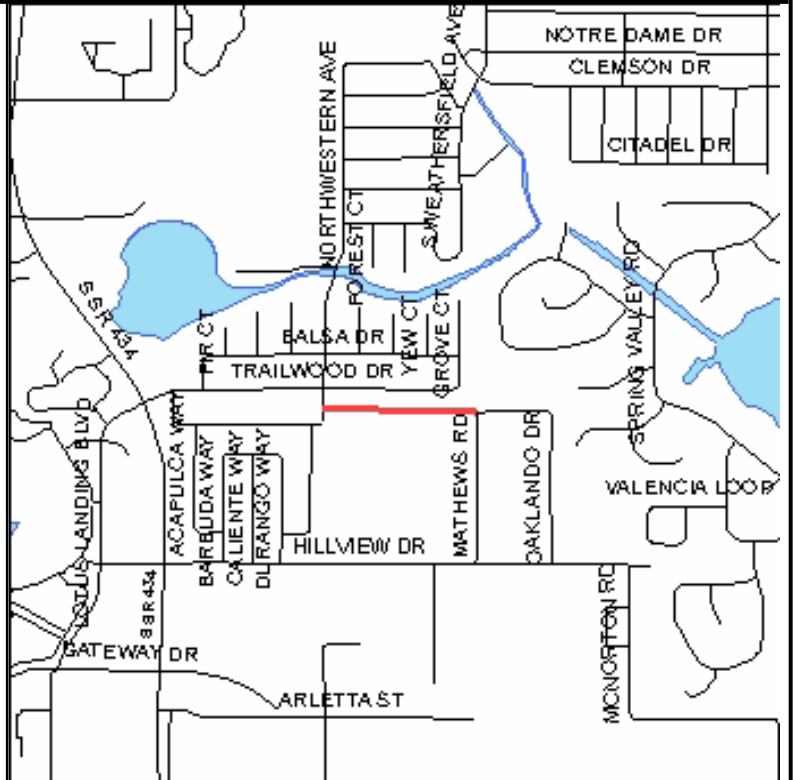 NOTRE DAME DR
CLEMSON DR
CITADEL DR
NORTHWESTERN AVE
S WEATHERSFIELD AVE
FOREST CT
S SR 434
SPRING VALLEY RD
FIR CT
BALSA DR
YEW CT
GROVE CT
TRAILWOOD DR
LOTUS LANDING BLVD
ACAPULCA WAY
BARBUDA WAY
CALIENTE WAY
DURANGO WAY
MATHEWS RD
OAKLANDO DR
VALENCIA LOOP
HILLVIEW DR
S SR 434
MCNORTON RD
GATEWAY DR
ARLETTA ST